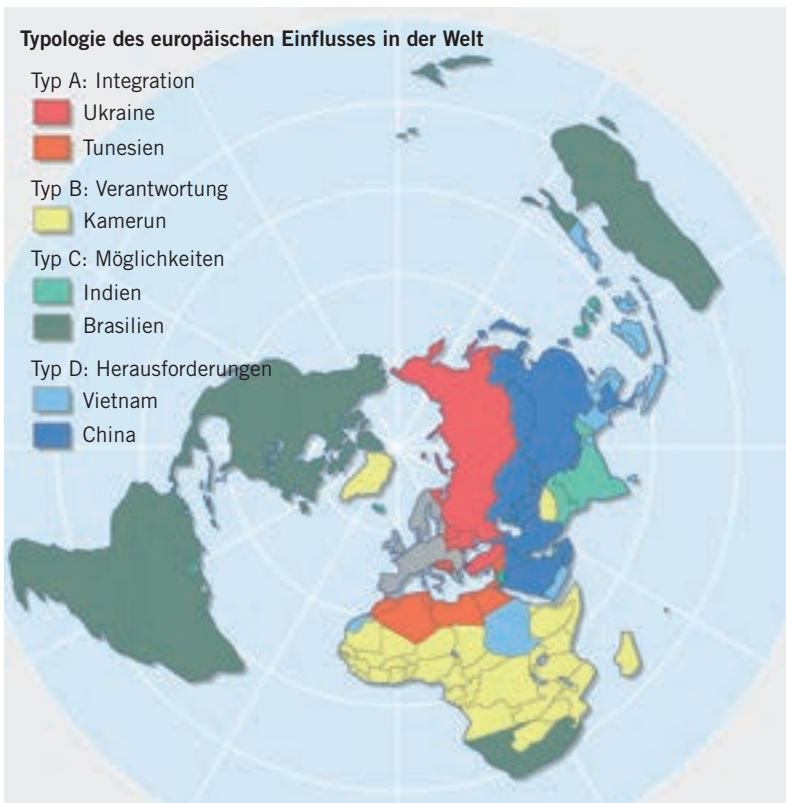 Typologie des europäischen Einflusses in der Welt
Typ A: Integration
Ukraine
Tunesien
Typ B: Verantwortung
Kamerun
Typ C: Möglichkeiten
Indien
Brasilien
Typ D: Herausforderungen
Vietnam
China